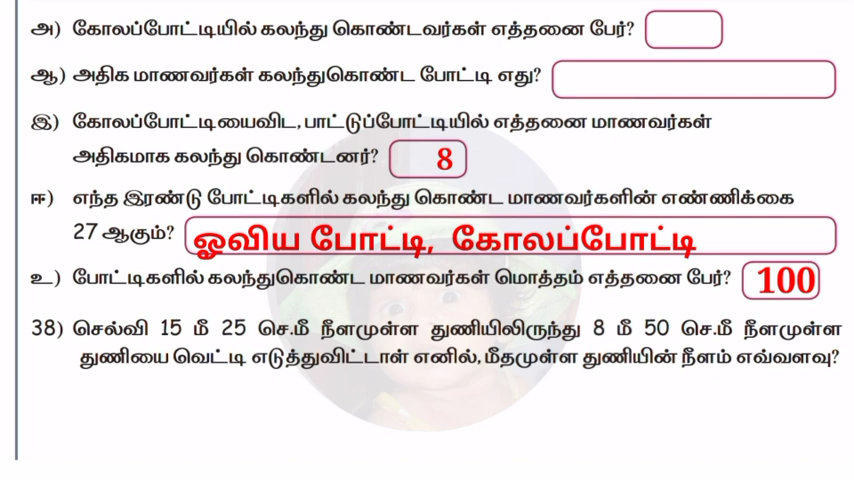 அ) கோலப்போட்டியில் கலந்து கொண்டவர்கள் எத்தனை பேர்?
ஆ) அதிக மாணவர்கள் கலந்துகொண்ட போட்டி எது?
இ) கோலப்போட்டியைவிட, பாட்டுப்போட்டியில் எத்தனை மாணவர்கள்
அதிகமாக கலந்து கொண்டனர்? 8
ஈ) எந்த இரண்டு போட்டிகளில் கலந்து கொண்ட மாணவர்களின் எண்ணிக்கை
27 ஆகும்? ஓவிய போட்டி, கோலப்போட்டி
உ) போட்டிகளில் கலந்துகொண்ட மாணவர்கள் மொத்தம் எத்தனை பேர்? 100
38) செல்வி 15 மீ 25 செ.மீ நீளமுள்ள துணியிலிருந்து 8 மீ 50 செ.மீ நீளமுள்ள
துணியை வெட்டி எடுத்துவிட்டாள் எனில், மீதமுள்ள துணியின் நீளம் எவ்வளவு?